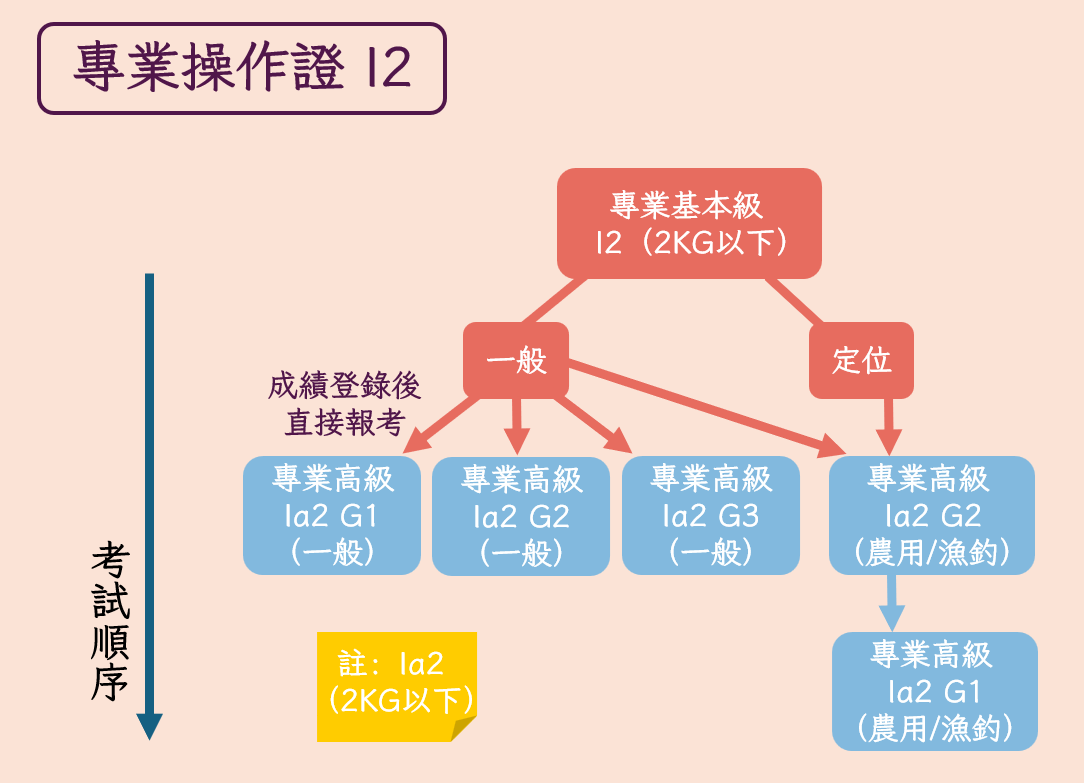 專業操作證 I2
專業基本級
I2（2KG以下）
一般
定位
成績登錄後
直接報考
專業高級
Ia2 G1
(一般)
專業高級
Ia2 G2
(一般)
專業高級
Ia2 G3
(一般)
專業高級
Ia2 G2
(農用/漁釣)
專業高級
Ia2 G1
(農用/漁釣)
考試順序
註：Ia2
(2KG以下)